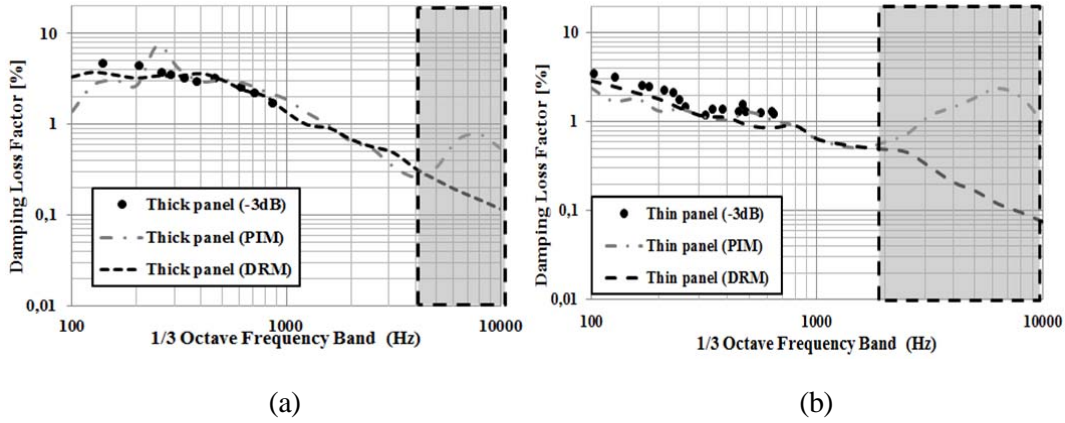 Damping Loss Factor [%]
10
1
0,1
0,01
Thick panel (-3dB)
Thick panel (PIM)
Thick panel (DRM)
100
1000
10000
1/3 Octave Frequency Band (Hz)
(a)
Damping Loss Factor [%]
10
1
0,1
0,01
Thin panel (-3dB)
Thin panel (PIM)
Thin panel (DRM)
100
1000
10000
1/3 Octave Frequency Band (Hz)
(b)